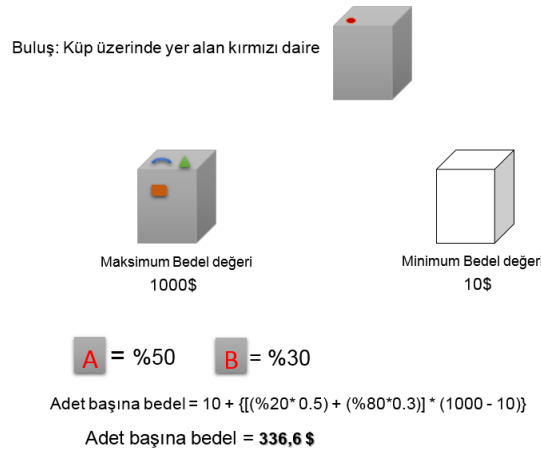 Buluş: Küp üzerinde yer alan kırmızı daire
Maksimum Bedel değeri
1000$
Minimum Bedel değeri
10$
A = %50
B = %30
Adet başına bedel = 10 + {[(%20* 0.5) + (%80*0.3)] * (1000 - 10)}
Adet başına bedel = 336,6 $